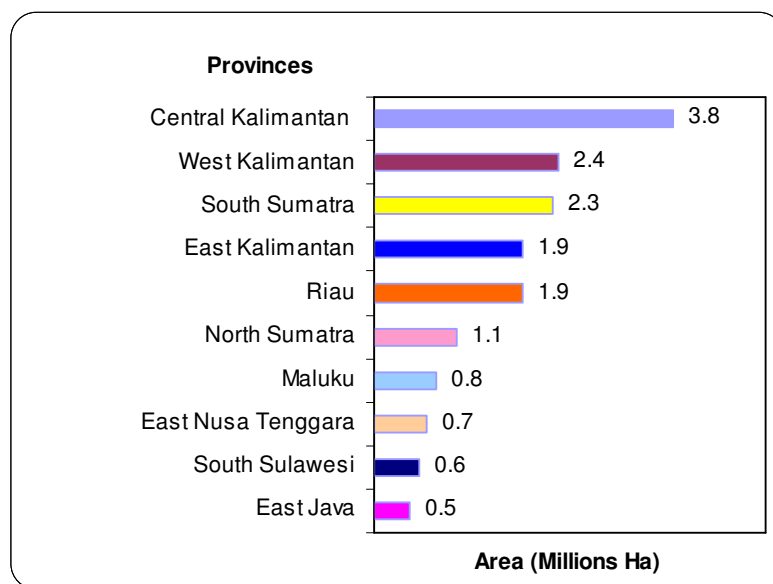 Provinces
Central Kalimantan 3.8
West Kalimantan 2.4
South Sumatra 2.3
East Kalimantan 1.9
Riau 1.9
North Sumatra 1.1
Maluku 0.8
East Nusa Tenggara 0.7
South Sulawesi 0.6
East Java 0.5
Area (Millions Ha)